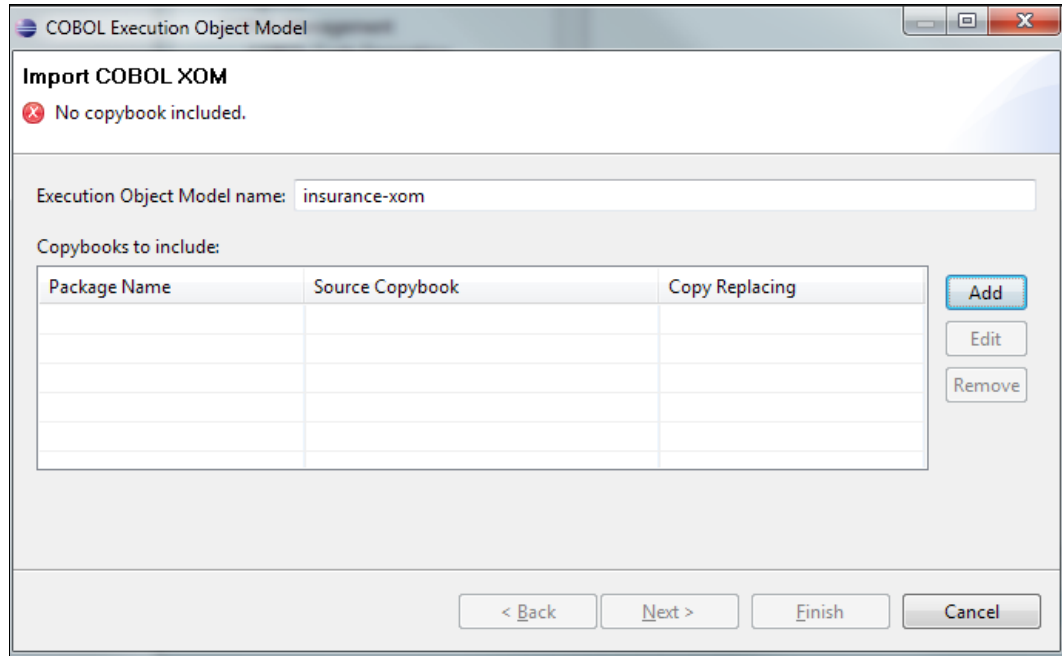 COBOL Execution Object Model
Import COBOL XOM
No copybook included.
Execution Object Model name: insurance-xom
Copybooks to include:
Package Name Source Copybook Copy Replacing
Add
Edit
Remove
< Back Next > Finish Cancel